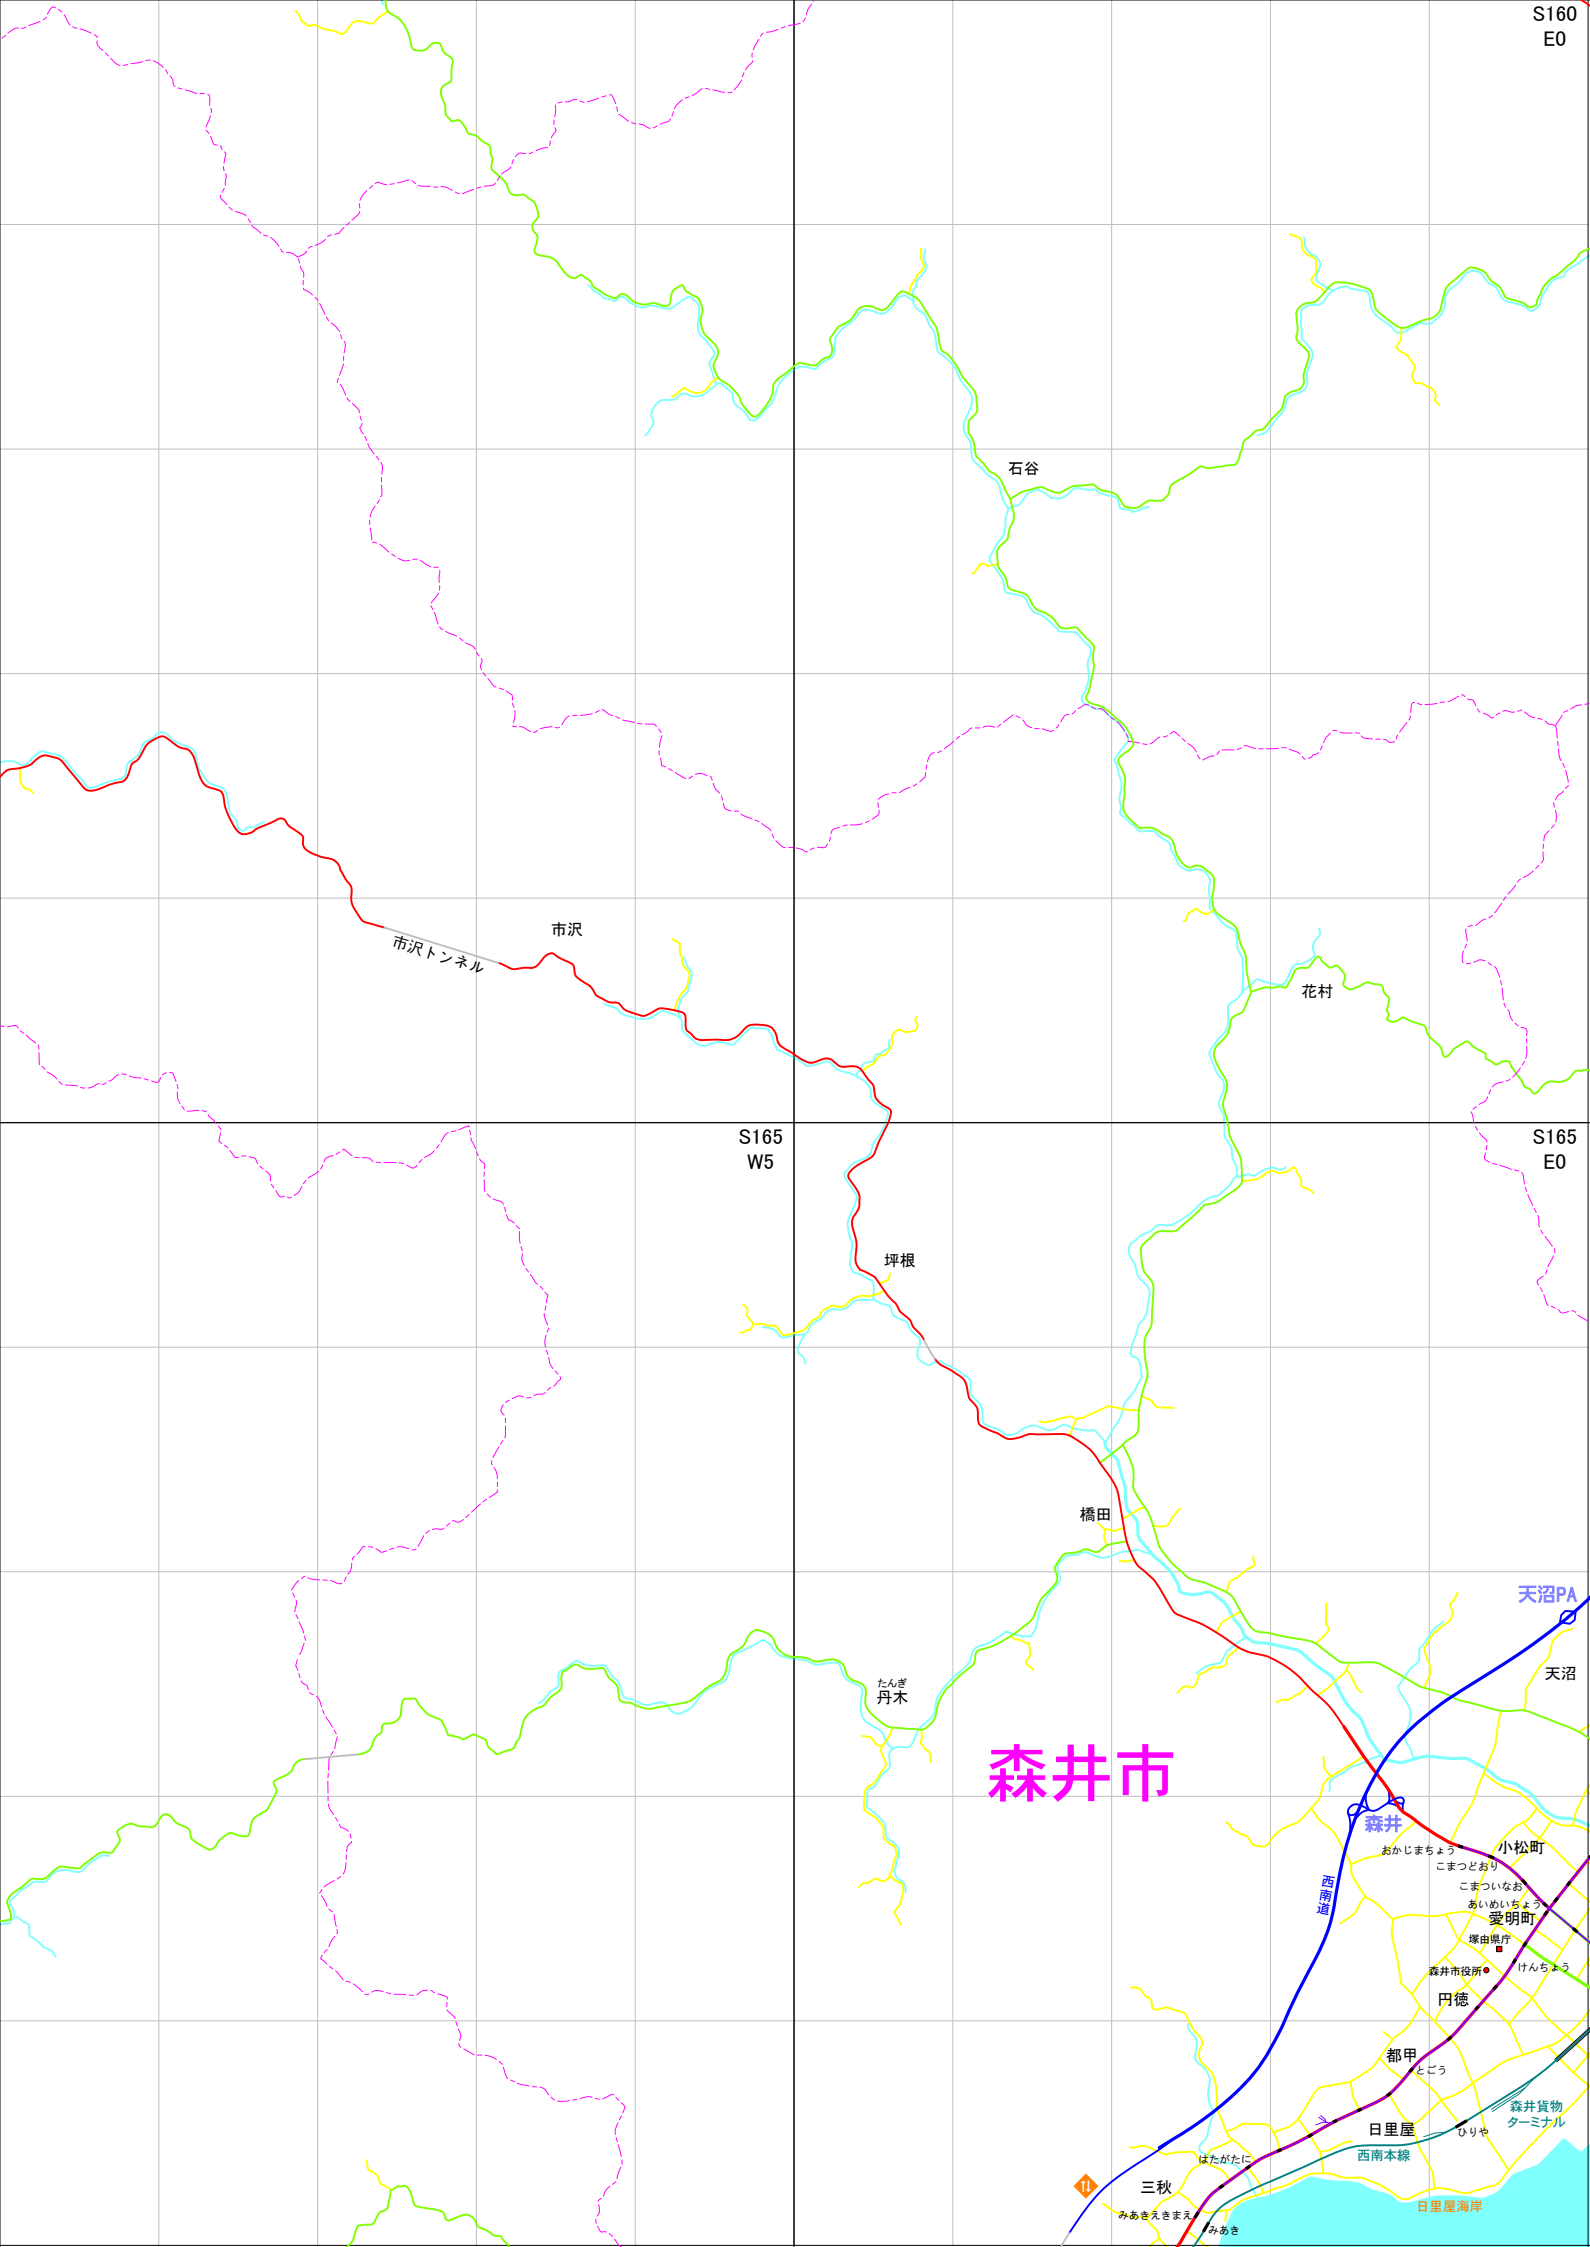 S160
E0
石谷
市沢
市沢トンネル
花村
S165
W5
S165
E0
坪根
橋田
天沼PA
天沼
たんぎ
丹木
森井市
森井
小松町
おかじまちょう
こまつどおり
西南道
こまついなお
あいめいちょう
愛明町
塚由県庁
けんちょう
森井市役所
円徳
都甲
とごう
森井貨物
ターミナル
日里屋
ひりや
西南本線
はたがたに
三秋
日里屋海岸
みあきえきまえ
みあき